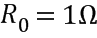 R₀ = 1Ω